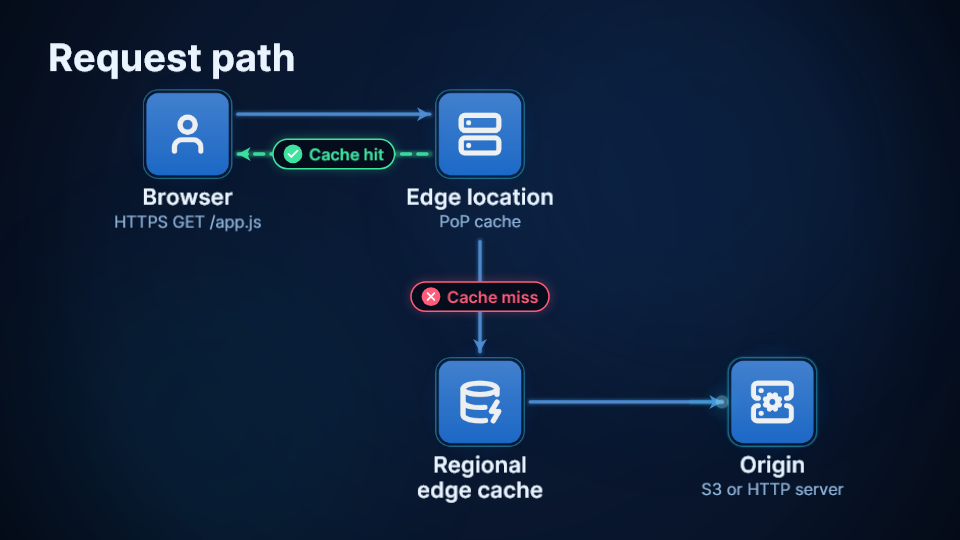 Request path
Cache hit
Browser
HTTPS GET /app.js
Edge location
PoP cache
Cache miss
Regional
edge cache
Origin
S3 or HTTP server